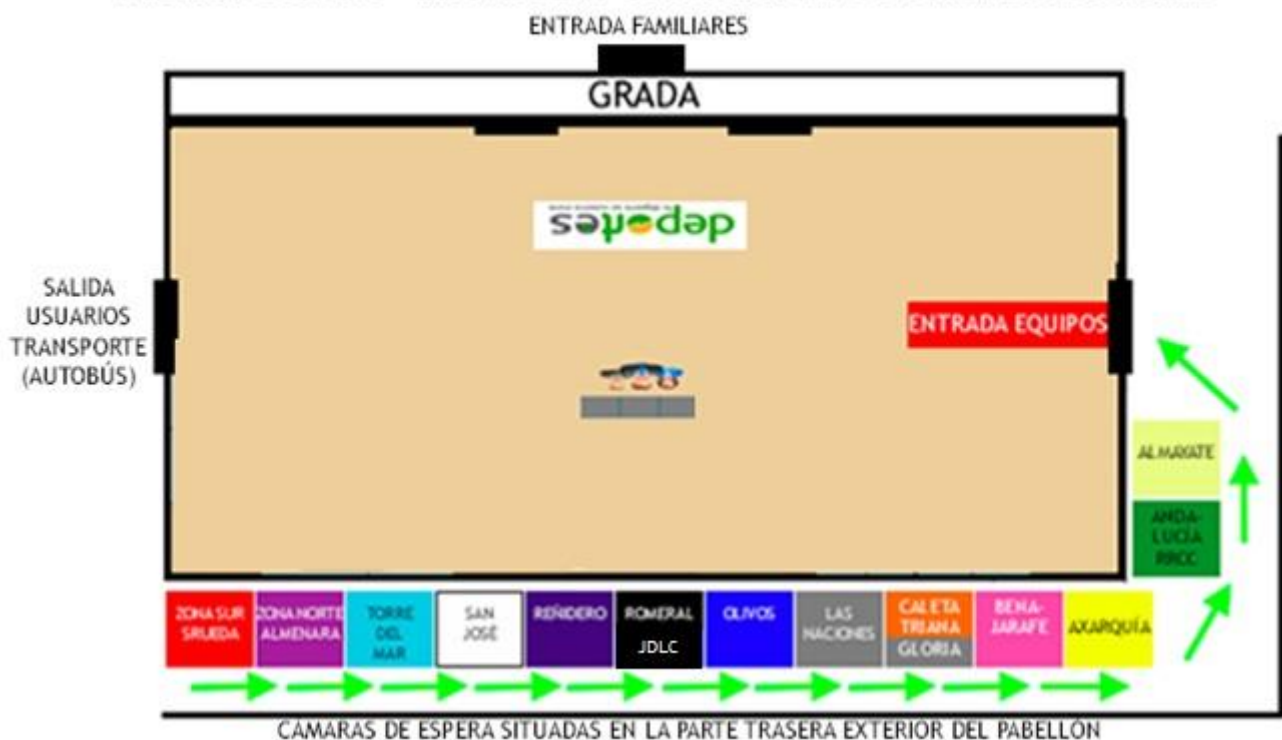 ENTRADA FAMILIARES
GRADA
deportes
SALIDA
USUARIOS
TRANSPORTE
(AUTOBÚS)
ENTRADA EQUIPOS
ALMAYATE
ANDA-
LUCÍA
RRCC
ZONA SUR
SRUEDA
ZONA NORTE
ALMENARA
TORRE
DEL
MAR
SAN
JOSÉ
REÑIDERO
ROMERAL
JDLC
OLIVOS
LAS
NACIONES
CALETA
TRIANA
GLORIA
BENA-
JARAFE
AXARQUÍA
CAMARAS DE ESPERA SITUADAS EN LA PARTE TRASERA EXTERIOR DEL PABELLÓN